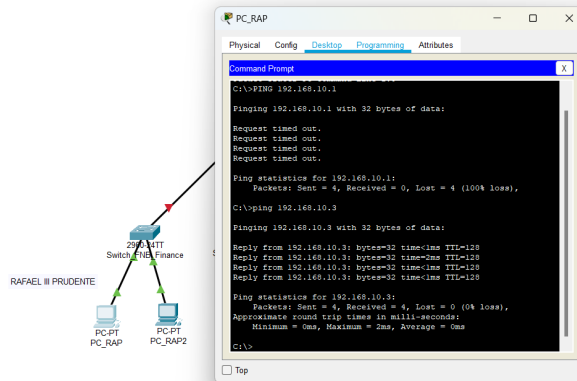 PC_RAP
Physical Config Desktop Programming Attributes
Command Prompt
X
C:\>PING 192.168.10.1
Pinging 192.168.10.1 with 32 bytes of data:
Request timed out.
Request timed out.
Request timed out.
Request timed out.
Ping statistics for 192.168.10.1:
Packets: Sent = 4, Received = 0, Lost = 4 (100% loss),
C:\>ping 192.168.10.3
Pinging 192.168.10.3 with 32 bytes of data:
Reply from 192.168.10.3: bytes=32 time<1ms TTL=128
Reply from 192.168.10.3: bytes=32 time=2ms TTL=128
Reply from 192.168.10.3: bytes=32 time<1ms TTL=128
Reply from 192.168.10.3: bytes=32 time<1ms TTL=128
Ping statistics for 192.168.10.3:
Packets: Sent = 4, Received = 4, Lost = 0 (0% loss),
Approximate round trip times in milli-seconds:
Minimum = 0ms, Maximum = 2ms, Average = 0ms
C:\>
Top
2960-24TT
Finance
RAFAEL III PRUDENTE
PC-PT
PC_RAP
PC-PT
PC_RAP2